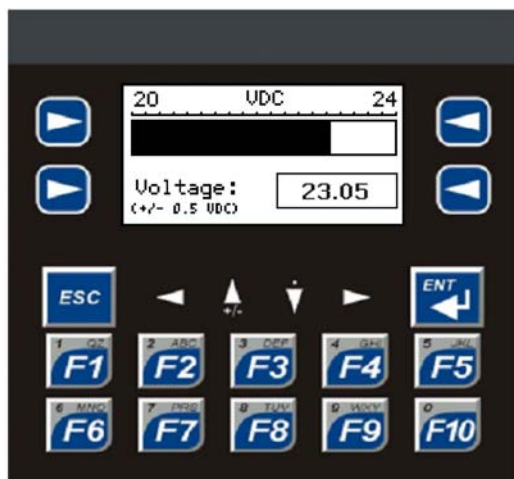 20 VDC 24
Voltage: 23.05
(+/- 0.5 VDC)
ESC +/- . ENT
1 QZ 2 ABC 3 DEF 4 GHI 5 JKL
F1 F2 F3 F4 F5
6 MNO 7 PRS 8 TUV 9 WXY 0
F6 F7 F8 F9 F10